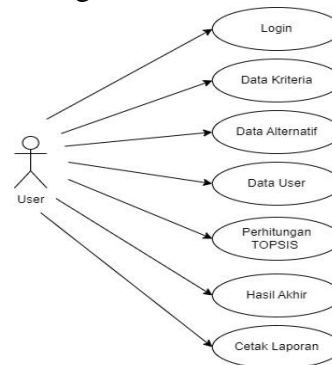 Login
Data Kriteria
Data Alternatif
Data User
User
Perhitungan
TOPSIS
Hasil Akhir
Cetak Laporan